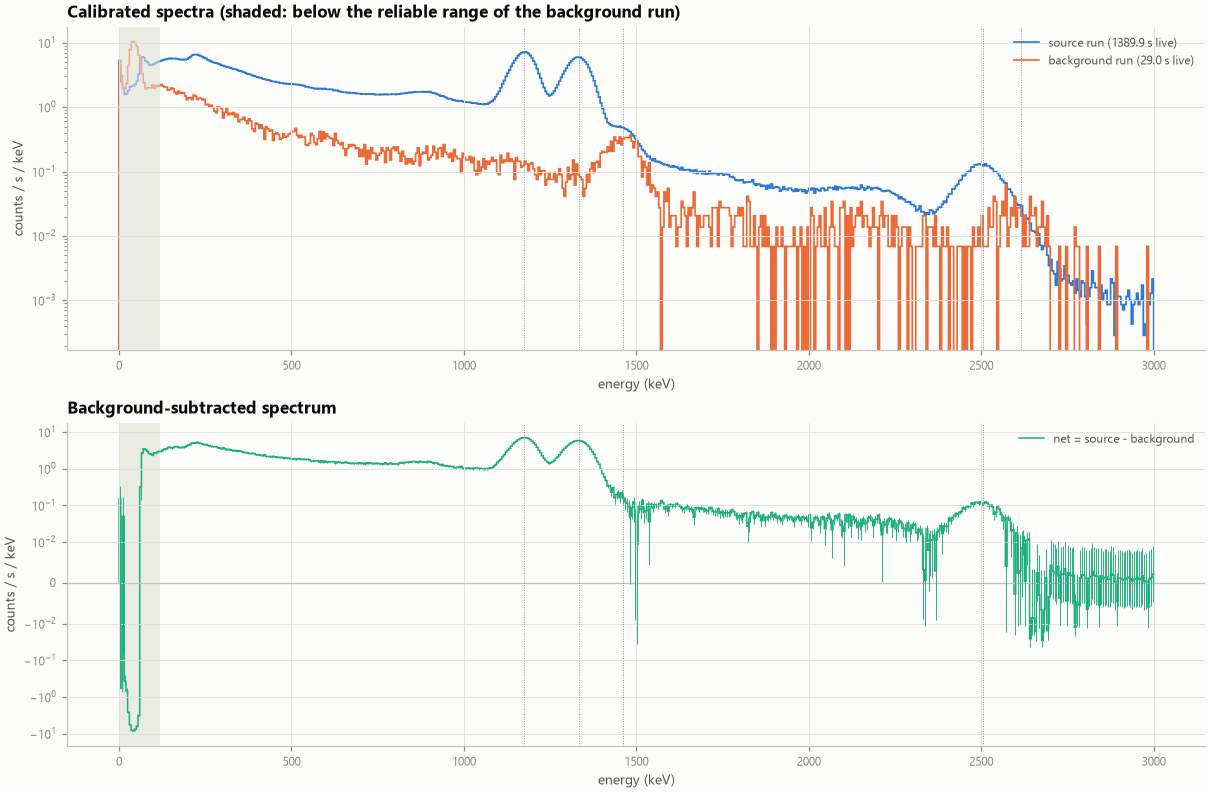 Calibrated spectra (shaded: below the reliable range of the background run)
source run (1389.9 s live)
background run (29.0 s live)
counts / s / keV
10¹
10⁰
10⁻¹
10⁻²
10⁻³
0 500 1000 1500 2000 2500 3000
energy (keV)
Background-subtracted spectrum
net = source - background
counts / s / keV
10¹
10⁰
10⁻¹
10⁻²
0
−10⁻²
−10⁻¹
−10⁰
−10¹
0 500 1000 1500 2000 2500 3000
energy (keV)